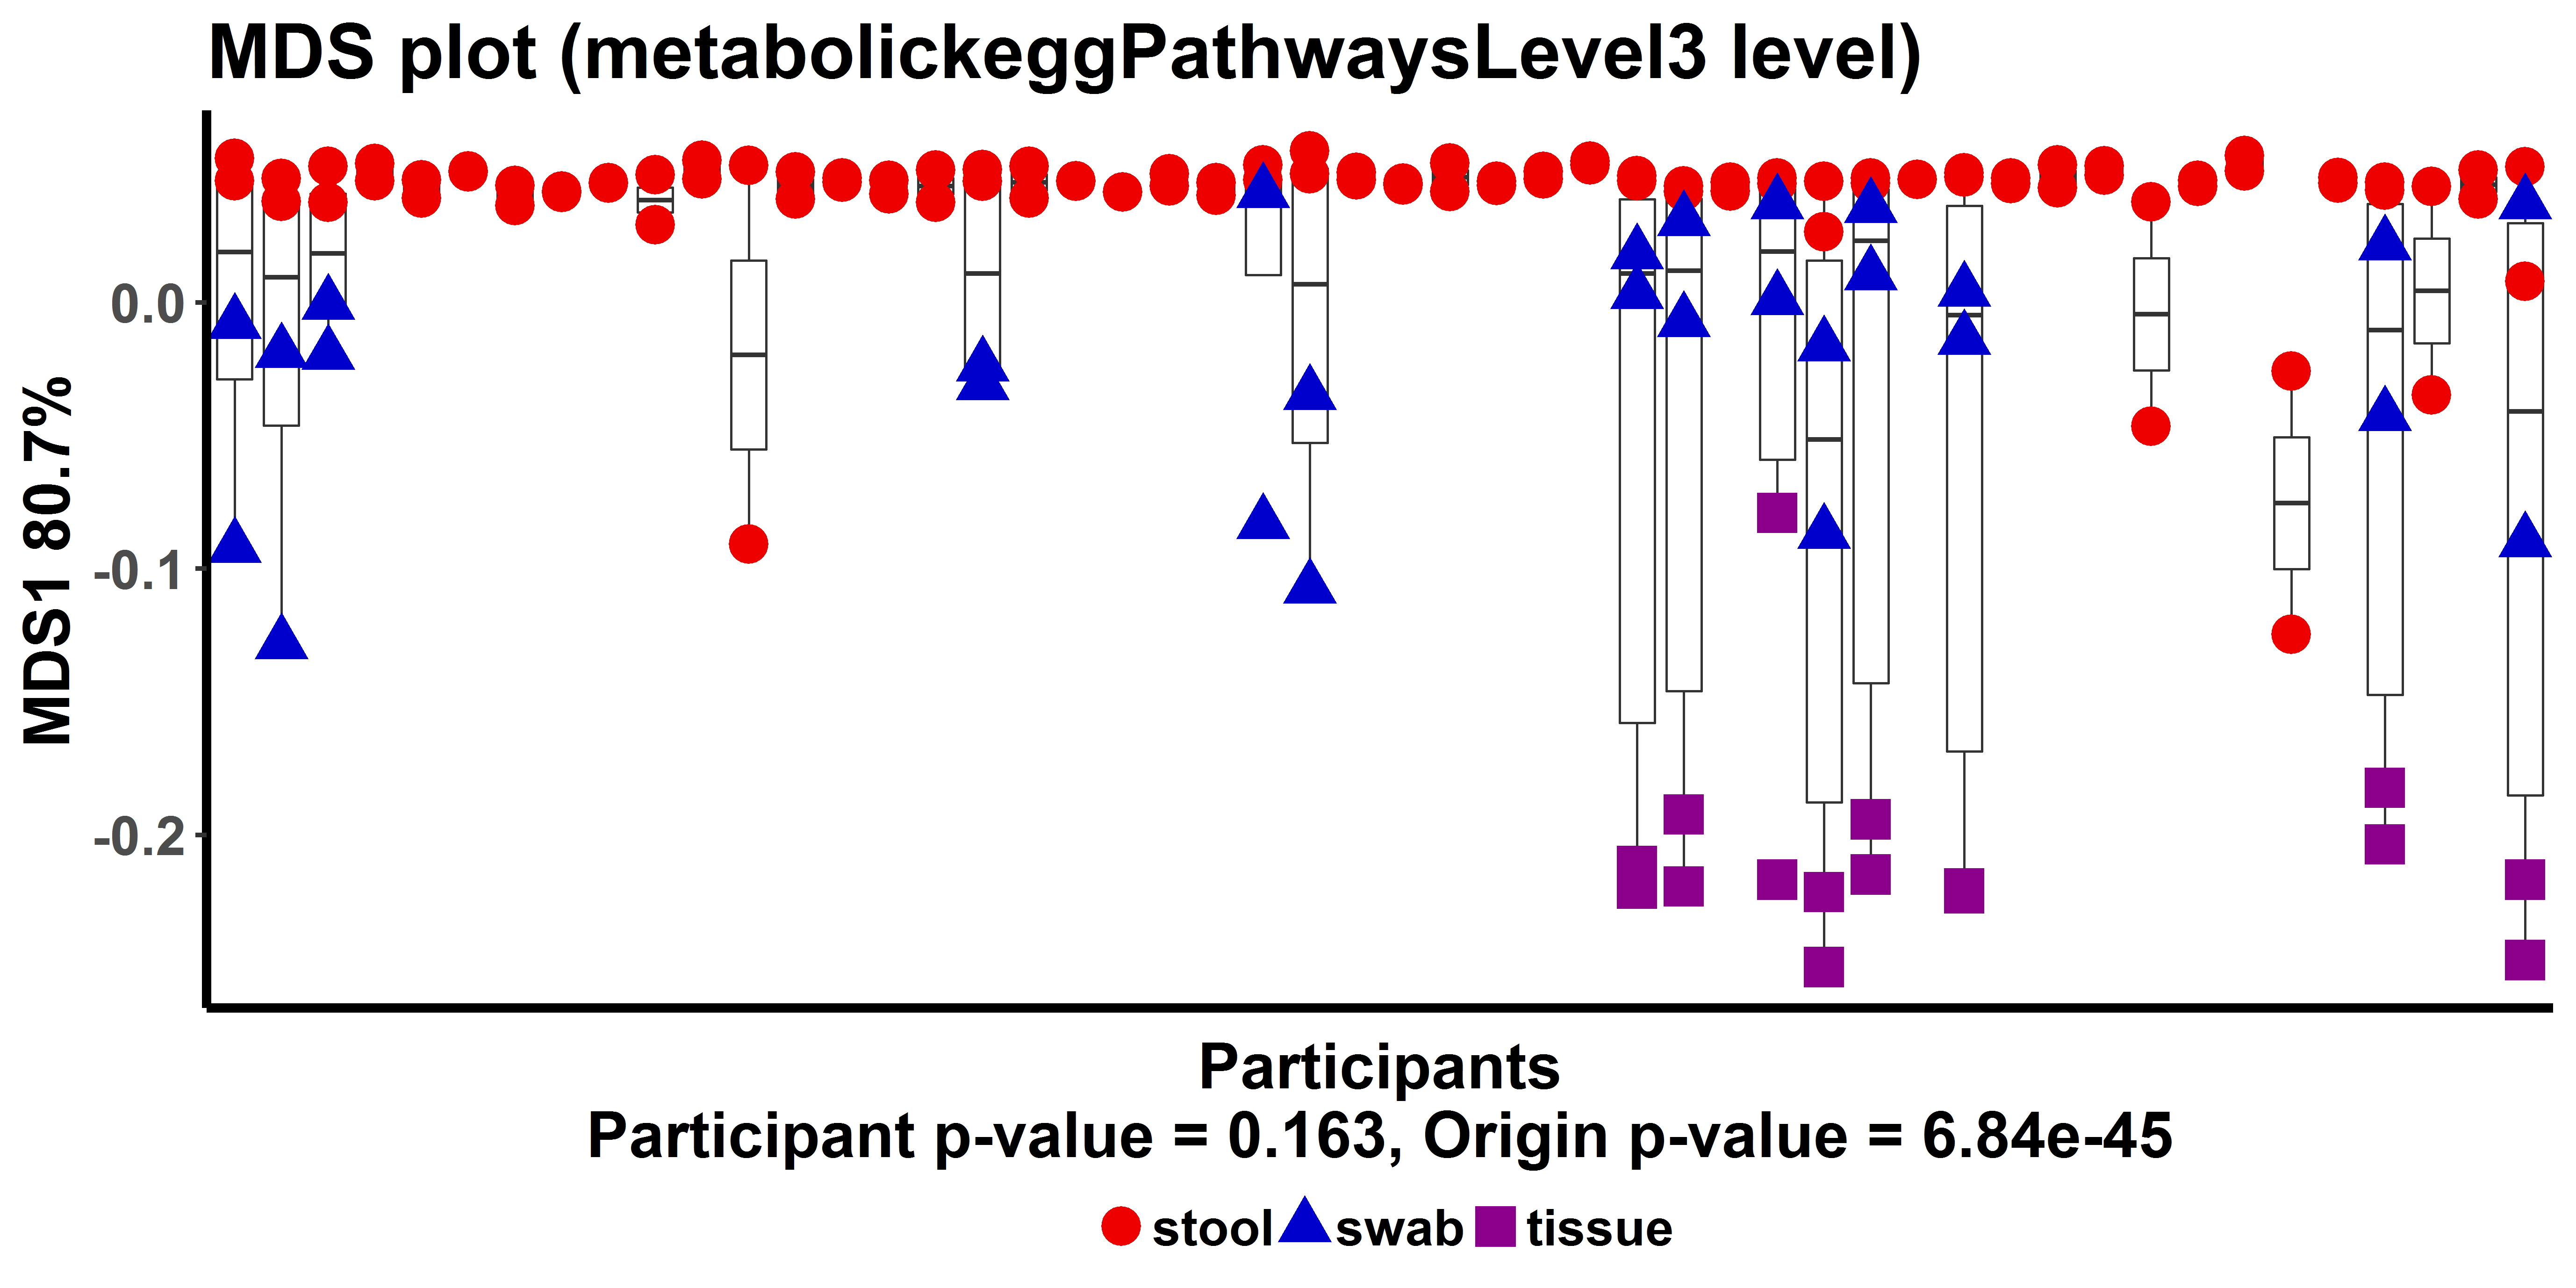 MDS plot (metabolickeggPathwaysLevel3 level)
MDS1 80.7%
0.0
-0.1
-0.2
Participants
Participant p-value = 0.163, Origin p-value = 6.84e-45
stool swab tissue